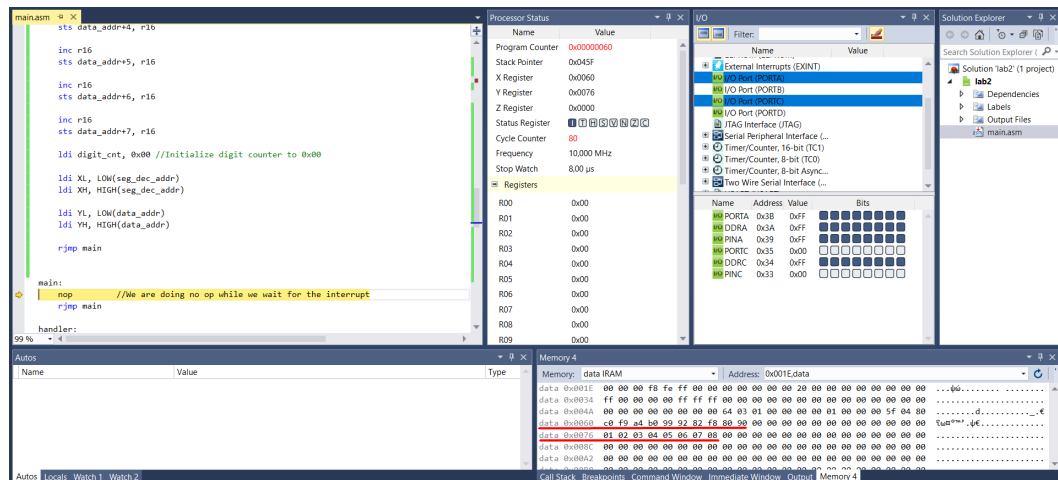 main.asm
sts data_addr+4, r16
inc r16
sts data_addr+5, r16
inc r16
sts data_addr+6, r16
inc r16
sts data_addr+7, r16
ldi digit_cnt, 0x00 //Initialize digit counter to 0x00
ldi XL, LOW(seg_dec_addr)
ldi XH, HIGH(seg_dec_addr)
ldi YL, LOW(data_addr)
ldi YH, HIGH(data_addr)
rjmp main
main:
nop //We are doing no op while we wait for the interrupt
rjmp main
handler:
99 %
Processor Status
Name Value
Program Counter 0x00000060
Stack Pointer 0x045F
X Register 0x0060
Y Register 0x0076
Z Register 0x0000
Status Register I T H S V N Z C
Cycle Counter 80
Frequency 10,000 MHz
Stop Watch 8,00 µs
Registers
R00 0x00
R01 0x00
R02 0x00
R03 0x00
R04 0x00
R05 0x00
R06 0x00
R07 0x00
R08 0x00
R09 0x00
I/O
Filter:
Name Value
External Interrupts (EXINT)
I/O Port (PORTA)
I/O Port (PORTB)
I/O Port (PORTC)
I/O Port (PORTD)
JTAG Interface (JTAG)
Serial Peripheral Interface (...
Timer/Counter, 16-bit (TC1)
Timer/Counter, 8-bit (TC0)
Timer/Counter, 8-bit Async...
Two Wire Serial Interface (...
Name Address Value Bits
PORTA 0x3B 0xFF
DDRA 0x3A 0xFF
PINA 0x39 0xFF
PORTC 0x35 0x00
DDRC 0x34 0xFF
PINC 0x33 0x00
Solution Explorer
Search Solution Explorer (
Solution 'lab2' (1 project)
lab2
Dependencies
Labels
Output Files
main.asm
Autos
Name Value Type
Autos Locals Watch 1 Watch 2
Memory 4
Memory: data IRAM Address: 0x001E,data
data 0x001E 00 00 00 f8 fe ff 00 00 00 00 00 00 20 00 00 00 00 00 00 00 00 00
data 0x0034 ff 00 00 00 00 ff ff ff 00 00 00 00 00 00 00 00 00 00 00 00 00 00
data 0x004A 00 00 00 00 00 00 00 00 64 03 01 00 00 00 00 01 00 00 00 5f 04 80
data 0x0060 c0 f9 a4 b0 99 92 82 f8 80 90 00 00 00 00 00 00 00 00 00 00 00 00
data 0x0076 01 02 03 04 05 06 07 08 00 00 00 00 00 00 00 00 00 00 00 00 00 00
data 0x008C 00 00 00 00 00 00 00 00 00 00 00 00 00 00 00 00 00 00 00 00 00 00
data 0x00A2 00 00 00 00 00 00 00 00 00 00 00 00 00 00 00 00 00 00 00 00 00 00
Call Stack Breakpoints Command Window Immediate Window Output Memory 4